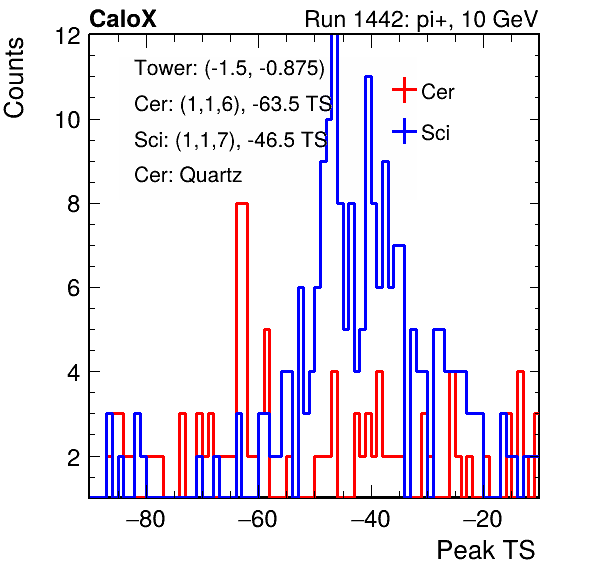 CaloX Run 1442: pi+, 10 GeV
Counts
12
10
8
6
4
2
Tower: (-1.5, -0.875)
Cer: (1,1,6), -63.5 TS
Sci: (1,1,7), -46.5 TS
Cer: Quartz
Cer
Sci
−80 −60 −40 −20
Peak TS